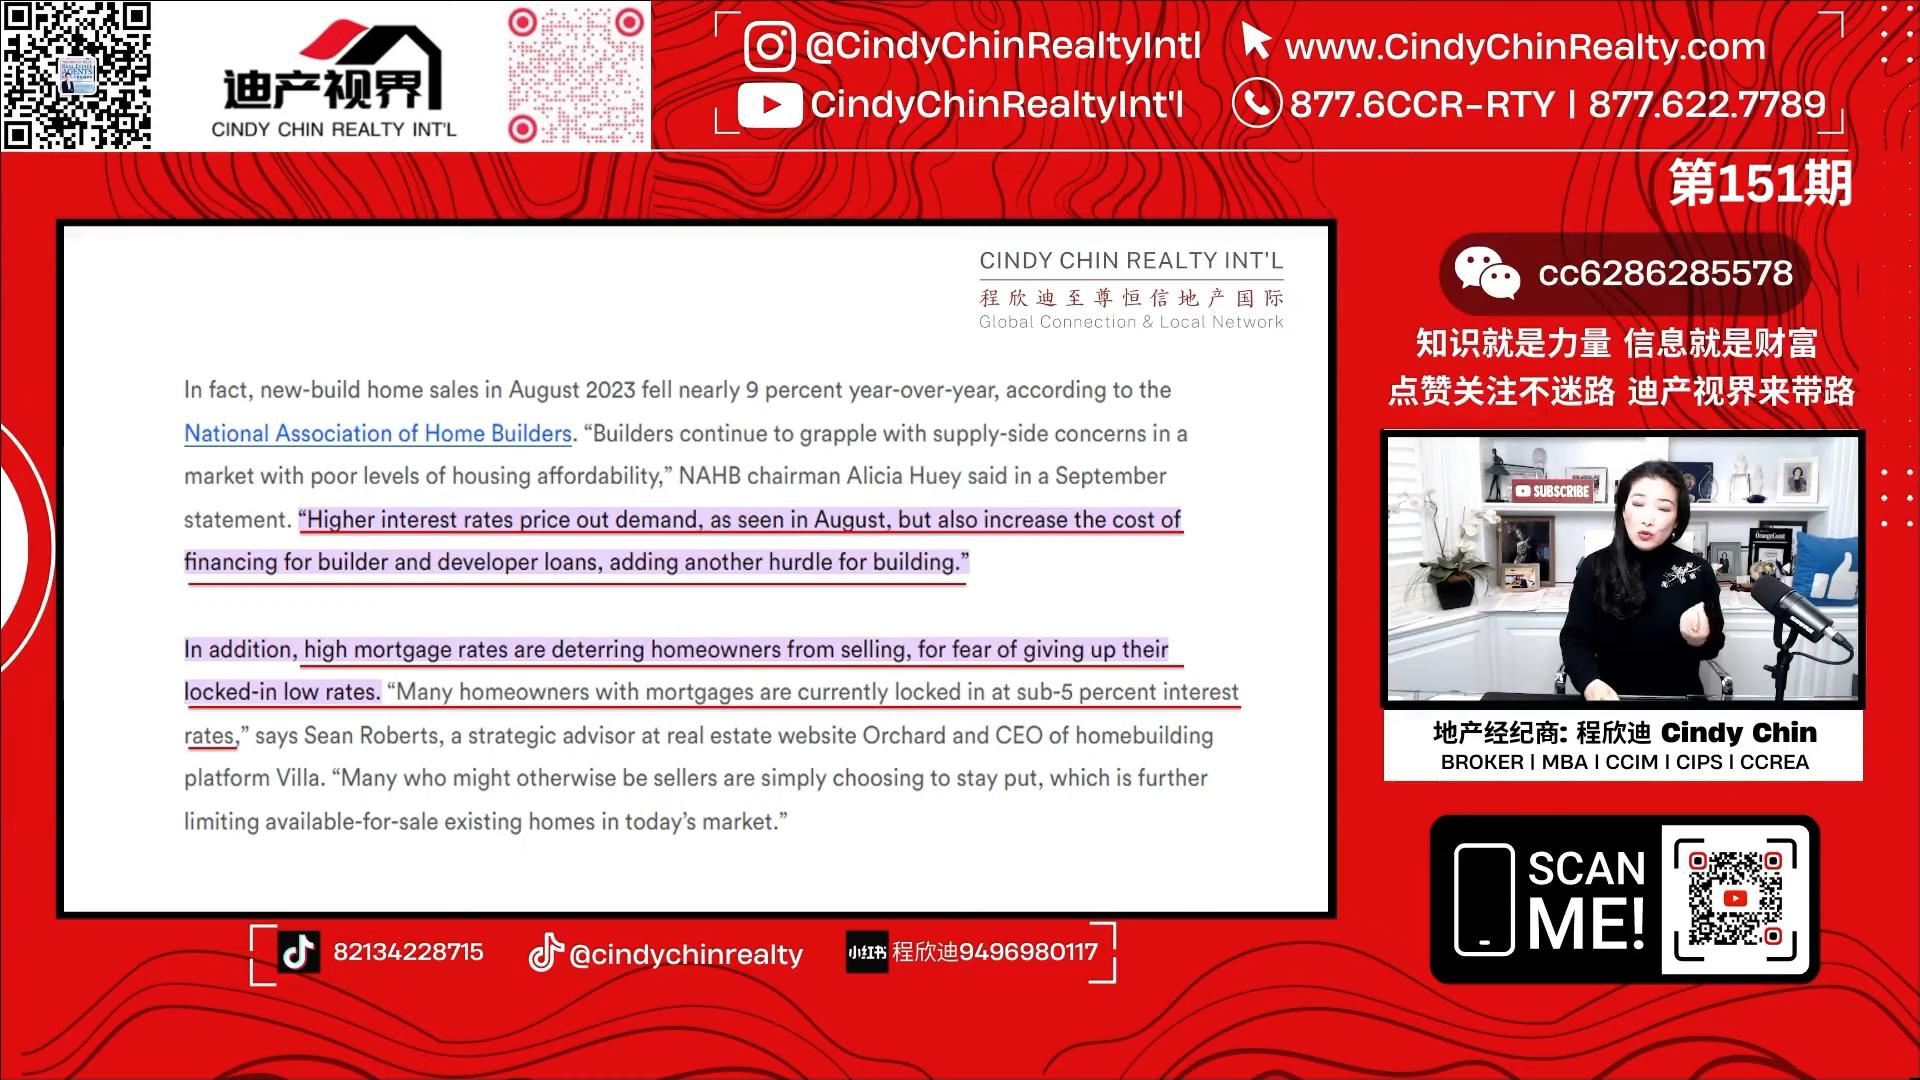 迪产视界
CINDY CHIN REALTY INT'L
@CindyChinRealtyIntl
www.CindyChinRealty.com
CindyChinRealtyInt'l
877.6CCR-RTY | 877.622.7789
第151期
CINDY CHIN REALTY INT'L
程欣迪至尊恒信地产国际
Global Connection & Local Network
In fact, new-build home sales in August 2023 fell nearly 9 percent year-over-year, according to the
National Association of Home Builders. “Builders continue to grapple with supply-side concerns in a
market with poor levels of housing affordability,” NAHB chairman Alicia Huey said in a September
statement. “Higher interest rates price out demand, as seen in August, but also increase the cost of
financing for builder and developer loans, adding another hurdle for building.”
In addition, high mortgage rates are deterring homeowners from selling, for fear of giving up their
locked-in low rates. “Many homeowners with mortgages are currently locked in at sub-5 percent interest
rates,” says Sean Roberts, a strategic advisor at real estate website Orchard and CEO of homebuilding
platform Villa. “Many who might otherwise be sellers are simply choosing to stay put, which is further
limiting available-for-sale existing homes in today’s market.”
cc6286285578
知识就是力量 信息就是财富
点赞关注不迷路 迪产视界来带路
SUBSCRIBE
地产经纪商: 程欣迪 Cindy Chin
BROKER | MBA | CCIM | CIPS | CCREA
SCAN
ME!
82134228715
@cindychinrealty
小红书 程欣迪9496980117